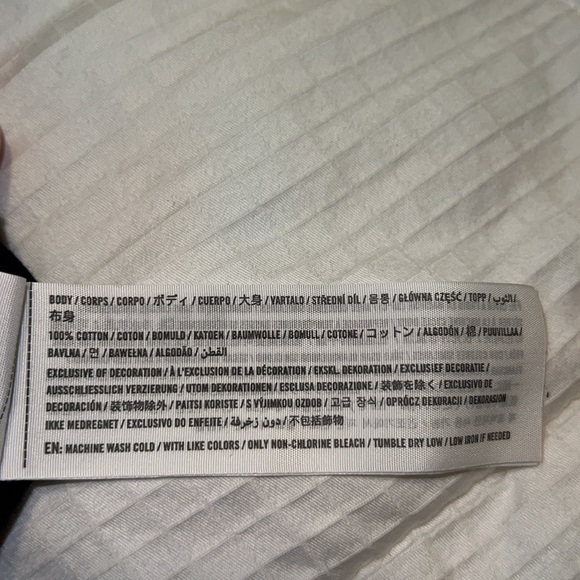 BODY / CORPS / CORPO / ボディ / CUERPO / 大身 / VARTALO / STŘEDNÍ DÍL / 몸통 / GŁÓWNA CZĘŚĆ / TOPP / الثوب /
布身
100% COTTON / COTON / BOMULD / KATOEN / BAUMWOLLE / BOMULL / COTONE / コットン / ALGODÓN / 棉 / PUUVILLAA /
BAVLNA / 면 / BAWEŁNA / ALGODÃO / القطن
EXCLUSIVE OF DECORATION / À L'EXCLUSION DE LA DÉCORATION / EKSKL. DEKORATION / EXCLUSIEF DECORATIE /
AUSSCHLIESSLICH VERZIERUNG / UTOM DEKORATIONEN / ESCLUSA DECORAZIONE / 装飾を除く / EXCLUSIVO DE
DECORACIÓN / 装饰物除外 / PAITSI KORISTE / S VÝJIMKOU OZDOB / 고급 장식 / OPRÓCZ DEKORACJI / DEKORASJON
IKKE MEDREGNET / EXCLUSIVO DO ENFEITE / دون زخرفة / 不包括飾物
EN: MACHINE WASH COLD / WITH LIKE COLORS / ONLY NON-CHLORINE BLEACH / TUMBLE DRY LOW / LOW IRON IF NEEDED